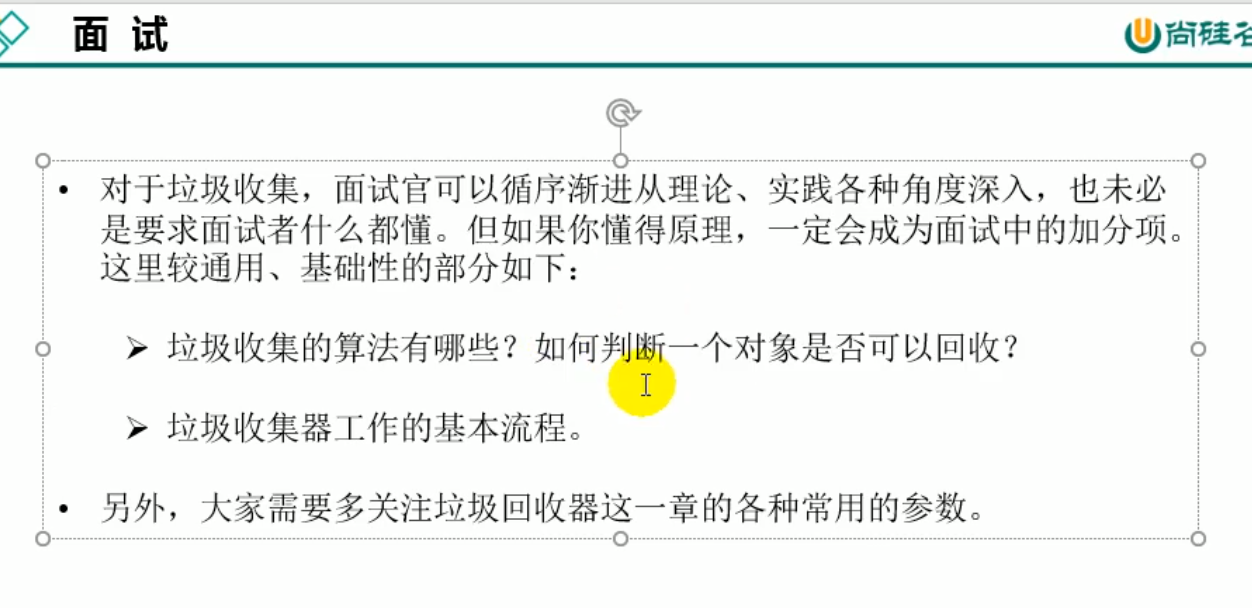 面 试
尚硅谷
• 对于垃圾收集，面试官可以循序渐进从理论、实践各种角度深入，也未必
是要求面试者什么都懂。但如果你懂得原理，一定会成为面试中的加分项。
这里较通用、基础性的部分如下：
➢ 垃圾收集的算法有哪些？如何判断一个对象是否可以回收？
➢ 垃圾收集器工作的基本流程。
• 另外，大家需要多关注垃圾回收器这一章的各种常用的参数。